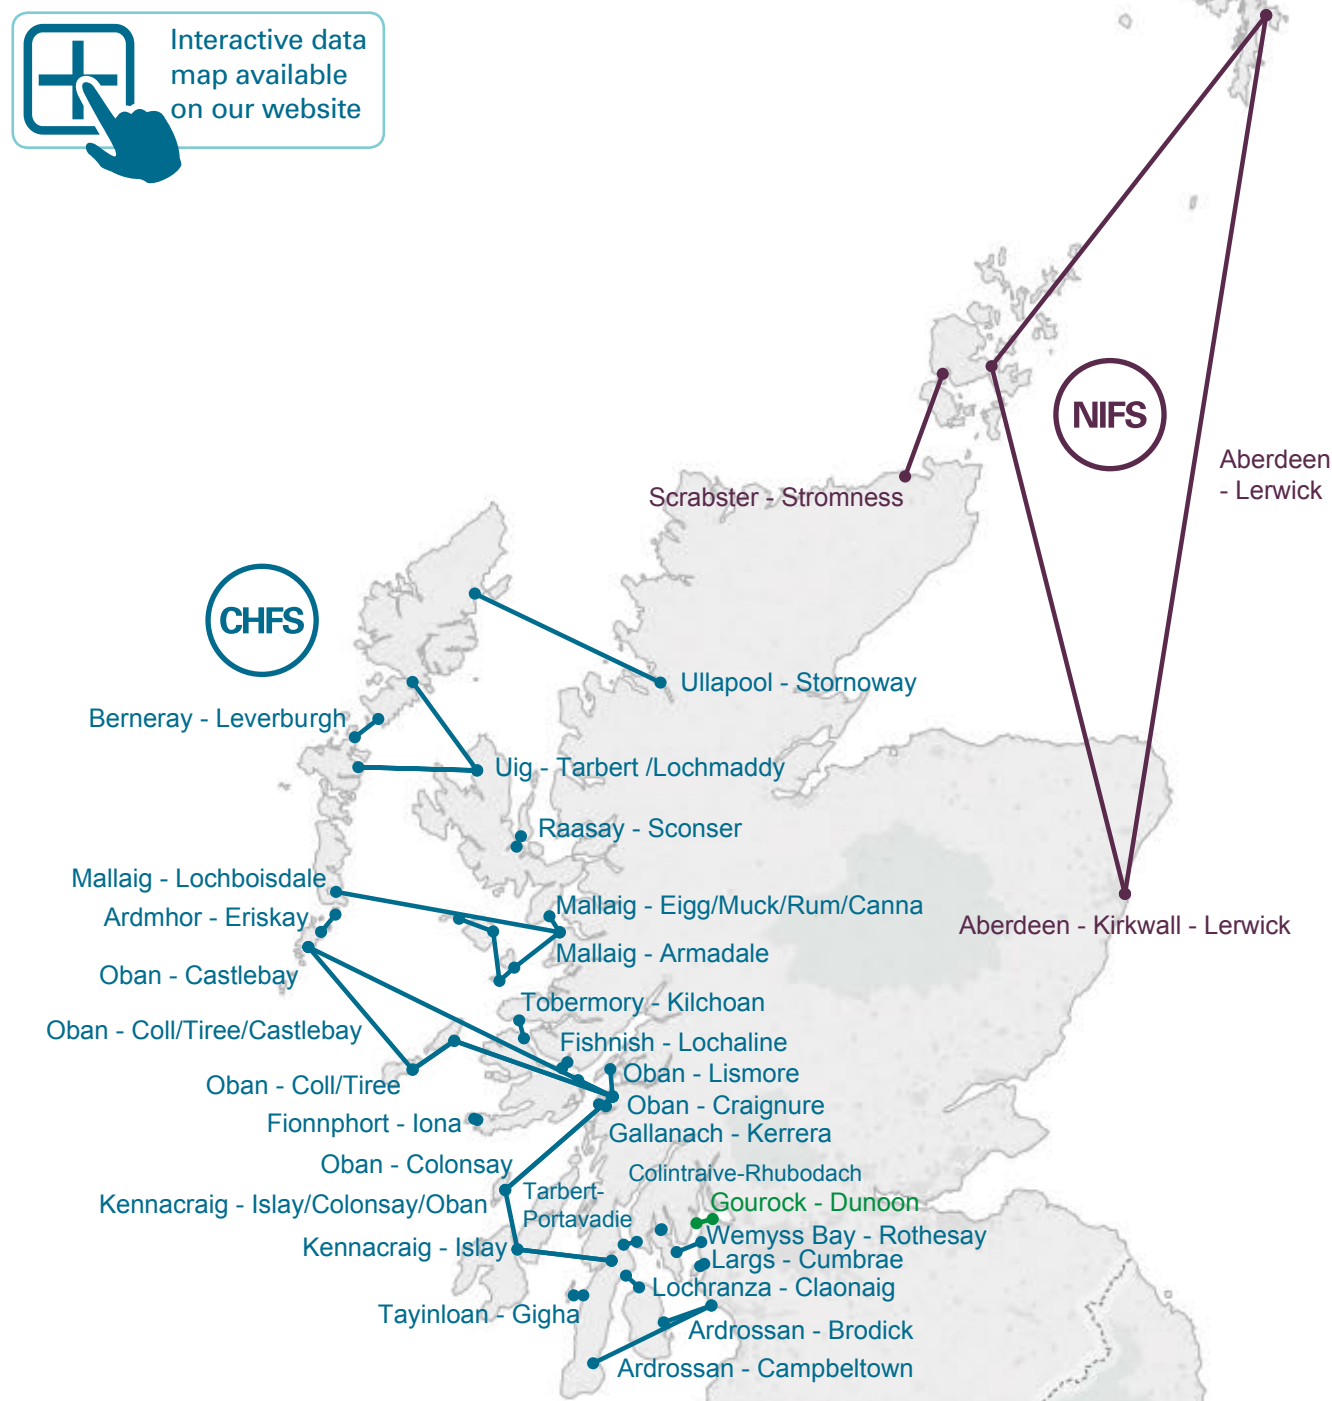 Interactive data
map available
on our website
NIFS
Aberdeen
- Lerwick
Scrabster - Stromness
CHFS
Ullapool - Stornoway
Berneray - Leverburgh
Uig - Tarbert /Lochmaddy
Raasay - Sconser
Mallaig - Lochboisdale
Mallaig - Eigg/Muck/Rum/Canna
Ardmhor - Eriskay
Aberdeen - Kirkwall - Lerwick
Mallaig - Armadale
Oban - Castlebay
Tobermory - Kilchoan
Oban - Coll/Tiree/Castlebay
Fishnish - Lochaline
Oban - Lismore
Oban - Coll/Tiree
Oban - Craignure
Fionnphort - Iona
Gallanach - Kerrera
Oban - Colonsay
Colintraive-Rhubodach
Tarbert-
Portavadie
Kennacraig - Islay/Colonsay/Oban
Gourock - Dunoon
Wemyss Bay - Rothesay
Kennacraig - Islay
Largs - Cumbrae
Lochranza - Claonaig
Tayinloan - Gigha
Ardrossan - Brodick
Ardrossan - Campbeltown